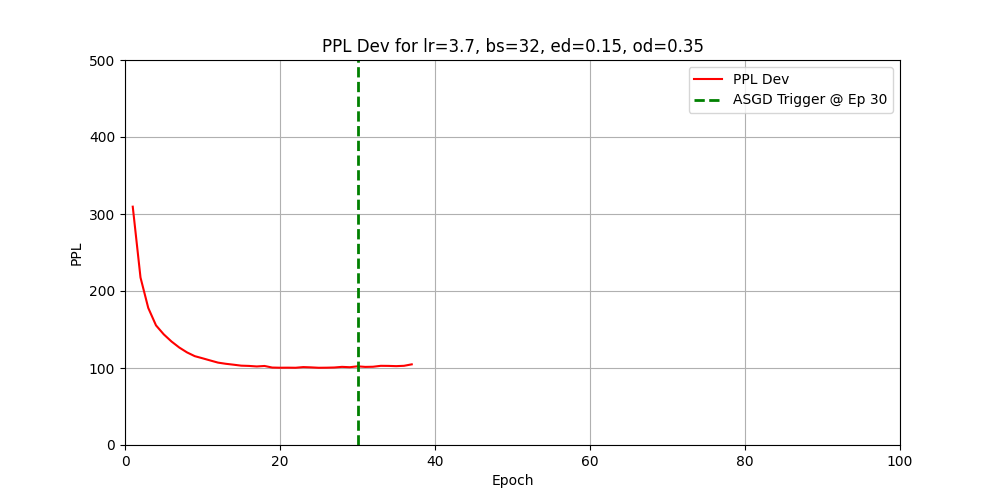 PPL Dev for lr=3.7, bs=32, ed=0.15, od=0.35
PPL Dev
ASGD Trigger @ Ep 30
500
400
300
200
100
0
PPL
0 20 40 60 80 100
Epoch